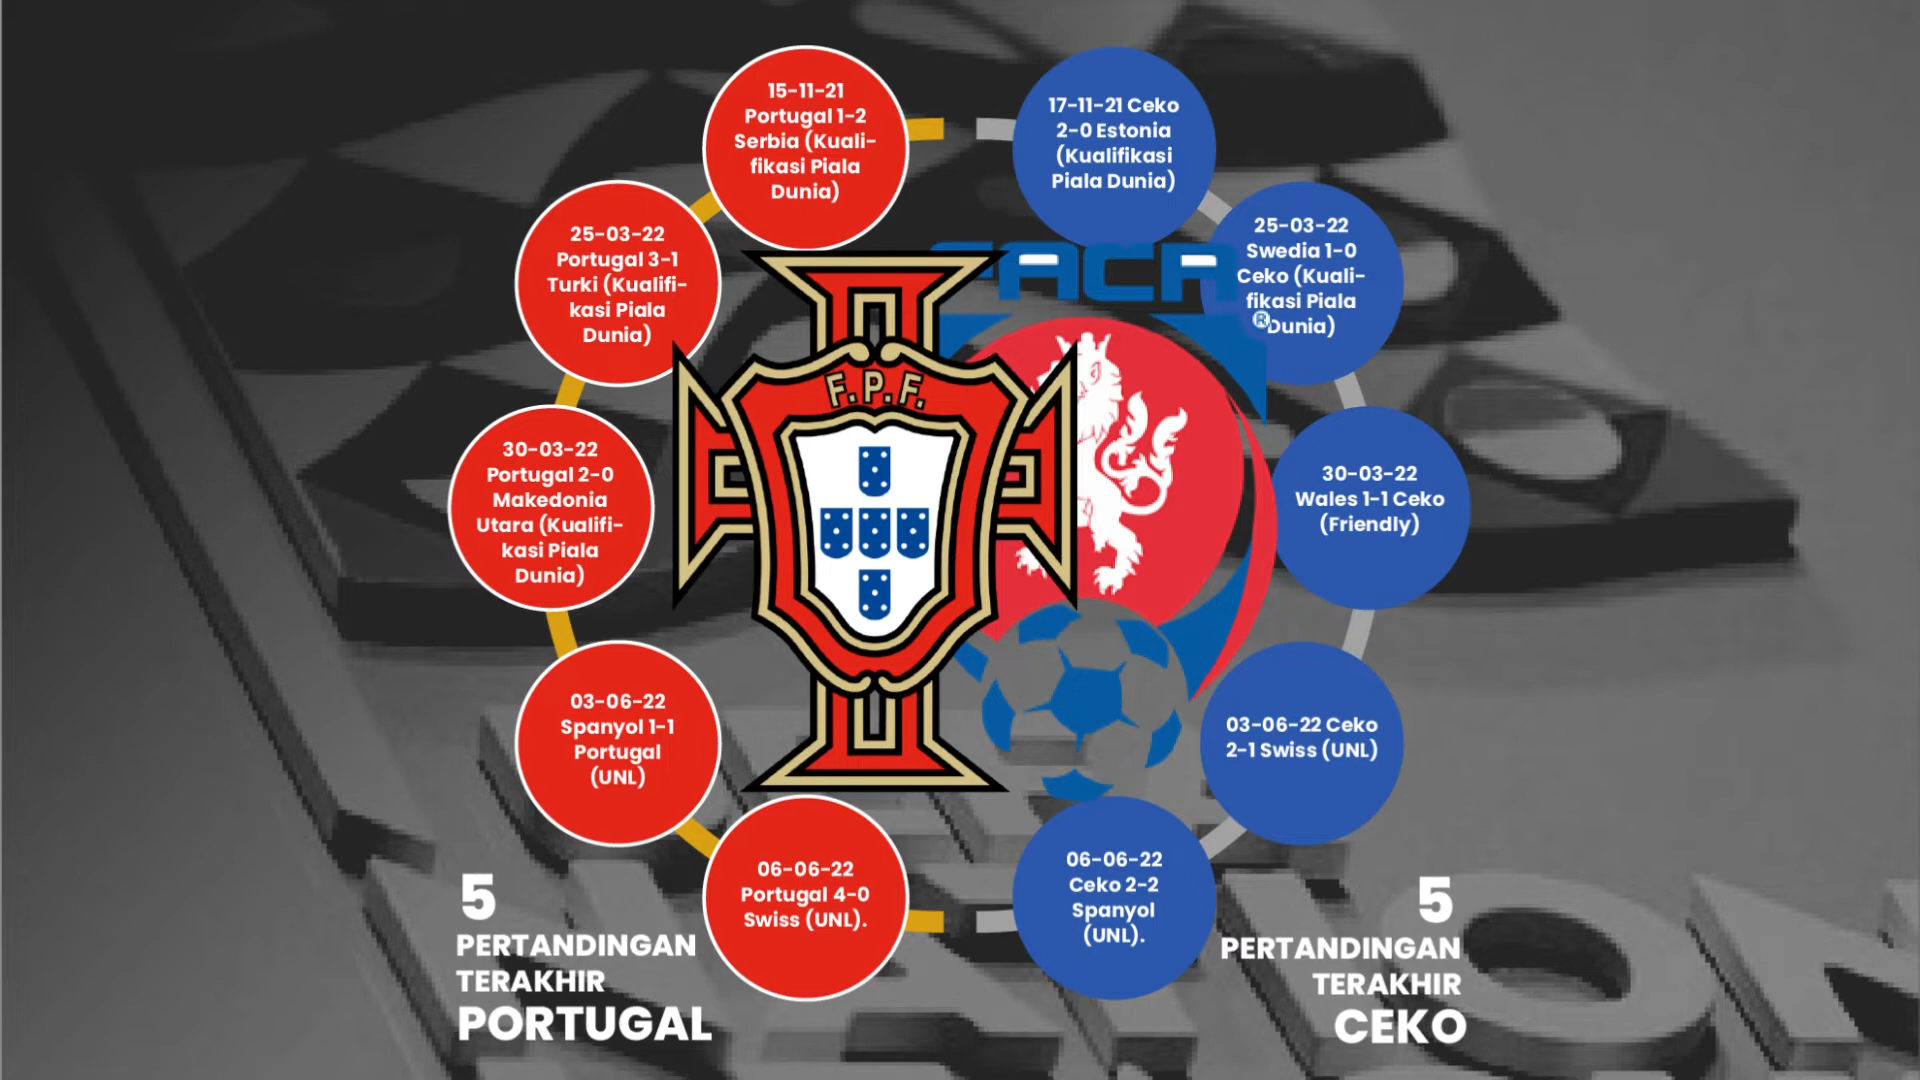 15-11-21
Portugal 1-2
Serbia (Kuali-
fikasi Piala
Dunia)
25-03-22
Portugal 3-1
Turki (Kualifi-
kasi Piala
Dunia)
30-03-22
Portugal 2-0
Makedonia
Utara (Kualifi-
kasi Piala
Dunia)
03-06-22
Spanyol 1-1
Portugal
(UNL)
06-06-22
Portugal 4-0
Swiss (UNL).
5
PERTANDINGAN
TERAKHIR
PORTUGAL
F.P.F.
FACR
®
17-11-21 Ceko
2-0 Estonia
(Kualifikasi
Piala Dunia)
25-03-22
Swedia 1-0
Ceko (Kuali-
fikasi Piala
Dunia)
30-03-22
Wales 1-1 Ceko
(Friendly)
03-06-22 Ceko
2-1 Swiss (UNL)
06-06-22
Ceko 2-2
Spanyol
(UNL).
5
PERTANDINGAN
TERAKHIR
CEKO